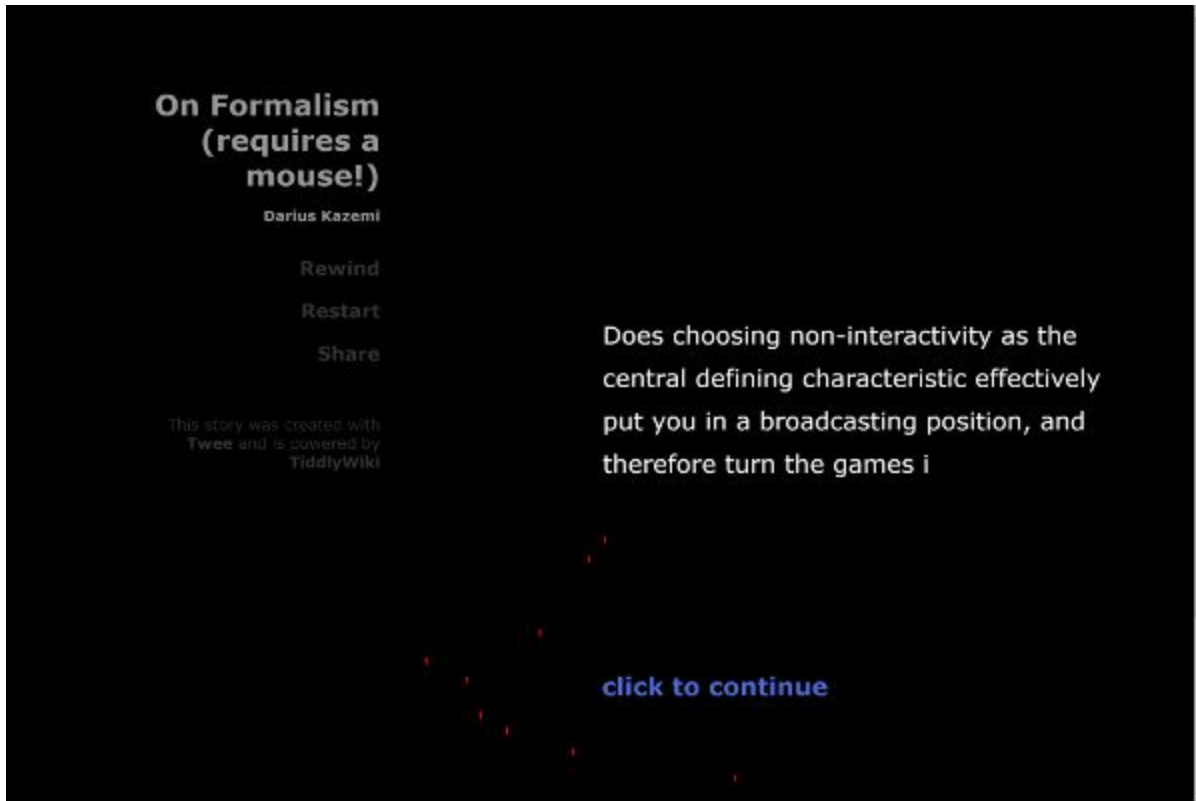 On Formalism
(requires a
mouse!)
Darius Kazemi
Rewind
Restart
Share
This story was created with
Twee and is powered by
TiddlyWiki
Does choosing non-interactivity as the
central defining characteristic effectively
put you in a broadcasting position, and
therefore turn the games i
click to continue